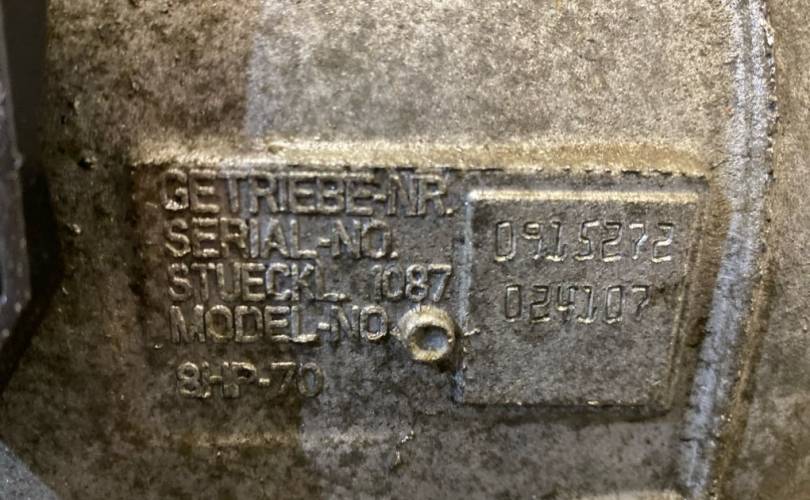 GETRIEBE-NR.
SERIAL-NO. 0915272
STUECKL. 1087 024107
MODEL-NO
8HP-70